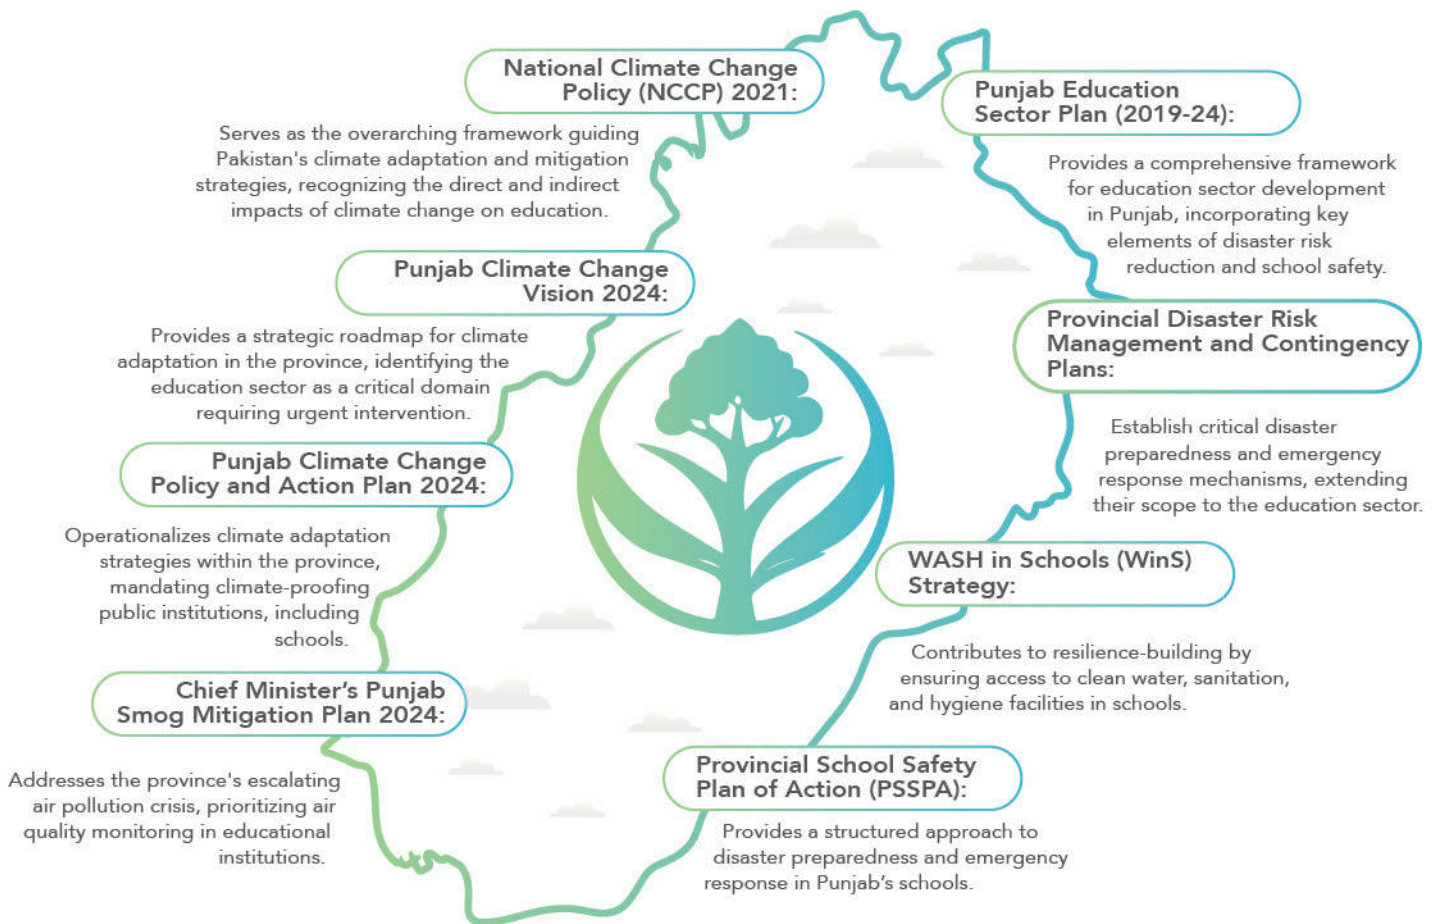 National Climate Change
Policy (NCCP) 2021:
Serves as the overarching framework guiding
Pakistan's climate adaptation and mitigation
strategies, recognizing the direct and indirect
impacts of climate change on education.
Punjab Climate Change
Vision 2024:
Provides a strategic roadmap for climate
adaptation in the province, identifying the
education sector as a critical domain
requiring urgent intervention.
Punjab Climate Change
Policy and Action Plan 2024:
Operationalizes climate adaptation
strategies within the province,
mandating climate-proofing
public institutions, including
schools.
Chief Minister’s Punjab
Smog Mitigation Plan 2024:
Addresses the province's escalating
air pollution crisis, prioritizing air
quality monitoring in educational
institutions.
Punjab Education
Sector Plan (2019-24):
Provides a comprehensive framework
for education sector development
in Punjab, incorporating key
elements of disaster risk
reduction and school safety.
Provincial Disaster Risk
Management and Contingency
Plans:
Establish critical disaster
preparedness and emergency
response mechanisms, extending
their scope to the education sector.
WASH in Schools (WinS)
Strategy:
Contributes to resilience-building by
ensuring access to clean water, sanitation,
and hygiene facilities in schools.
Provincial School Safety
Plan of Action (PSSPA):
Provides a structured approach to
disaster preparedness and emergency
response in Punjab’s schools.